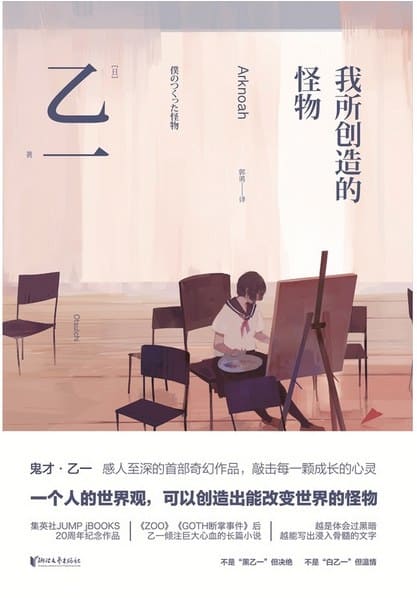 Arknoah
我所创造的
怪物
僕のつくった怪物
[日]
乙一
著
郭勇——译
Otsuichi
鬼才·乙一 感人至深的首部奇幻作品，敲击每一颗成长的心灵
一个人的世界观，可以创造出能改变世界的怪物
集英社JUMP jBOOKS
20周年纪念作品
《ZOO》《GOTH断掌事件》后
乙一倾注巨大心血的长篇小说
越是体会过黑暗
越能写出浸入骨髓的文字
浙江文艺出版社
不是“黑乙一”但决绝 不是“白乙一”但温情